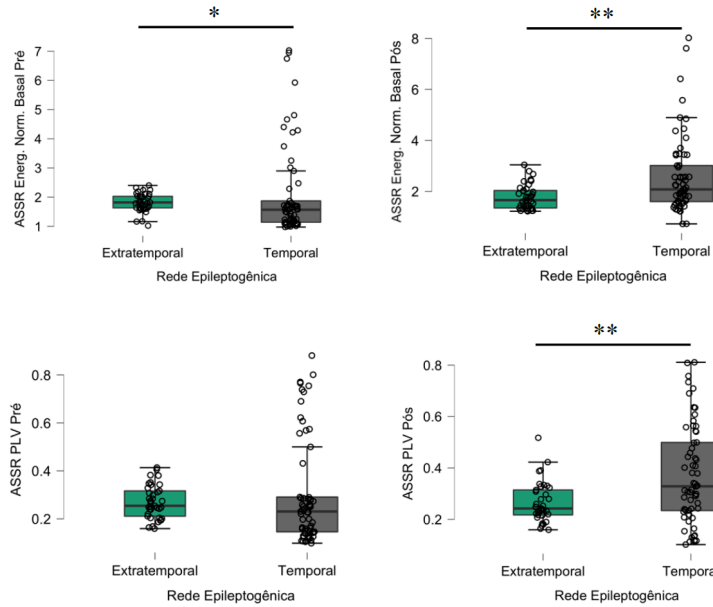 *
ASSR Energ. Norm. Basal Pré
7
6
5
4
3
2
1
Extratemporal Temporal
Rede Epileptogênica
**
ASSR Energ. Norm. Basal Pós
8
6
4
2
Extratemporal Temporal
Rede Epileptogênica
ASSR PLV Pré
0.8
0.6
0.4
0.2
Extratemporal Temporal
Rede Epileptogênica
**
ASSR PLV Pós
0.8
0.6
0.4
0.2
Extratemporal Tempora
Rede Epileptogênica